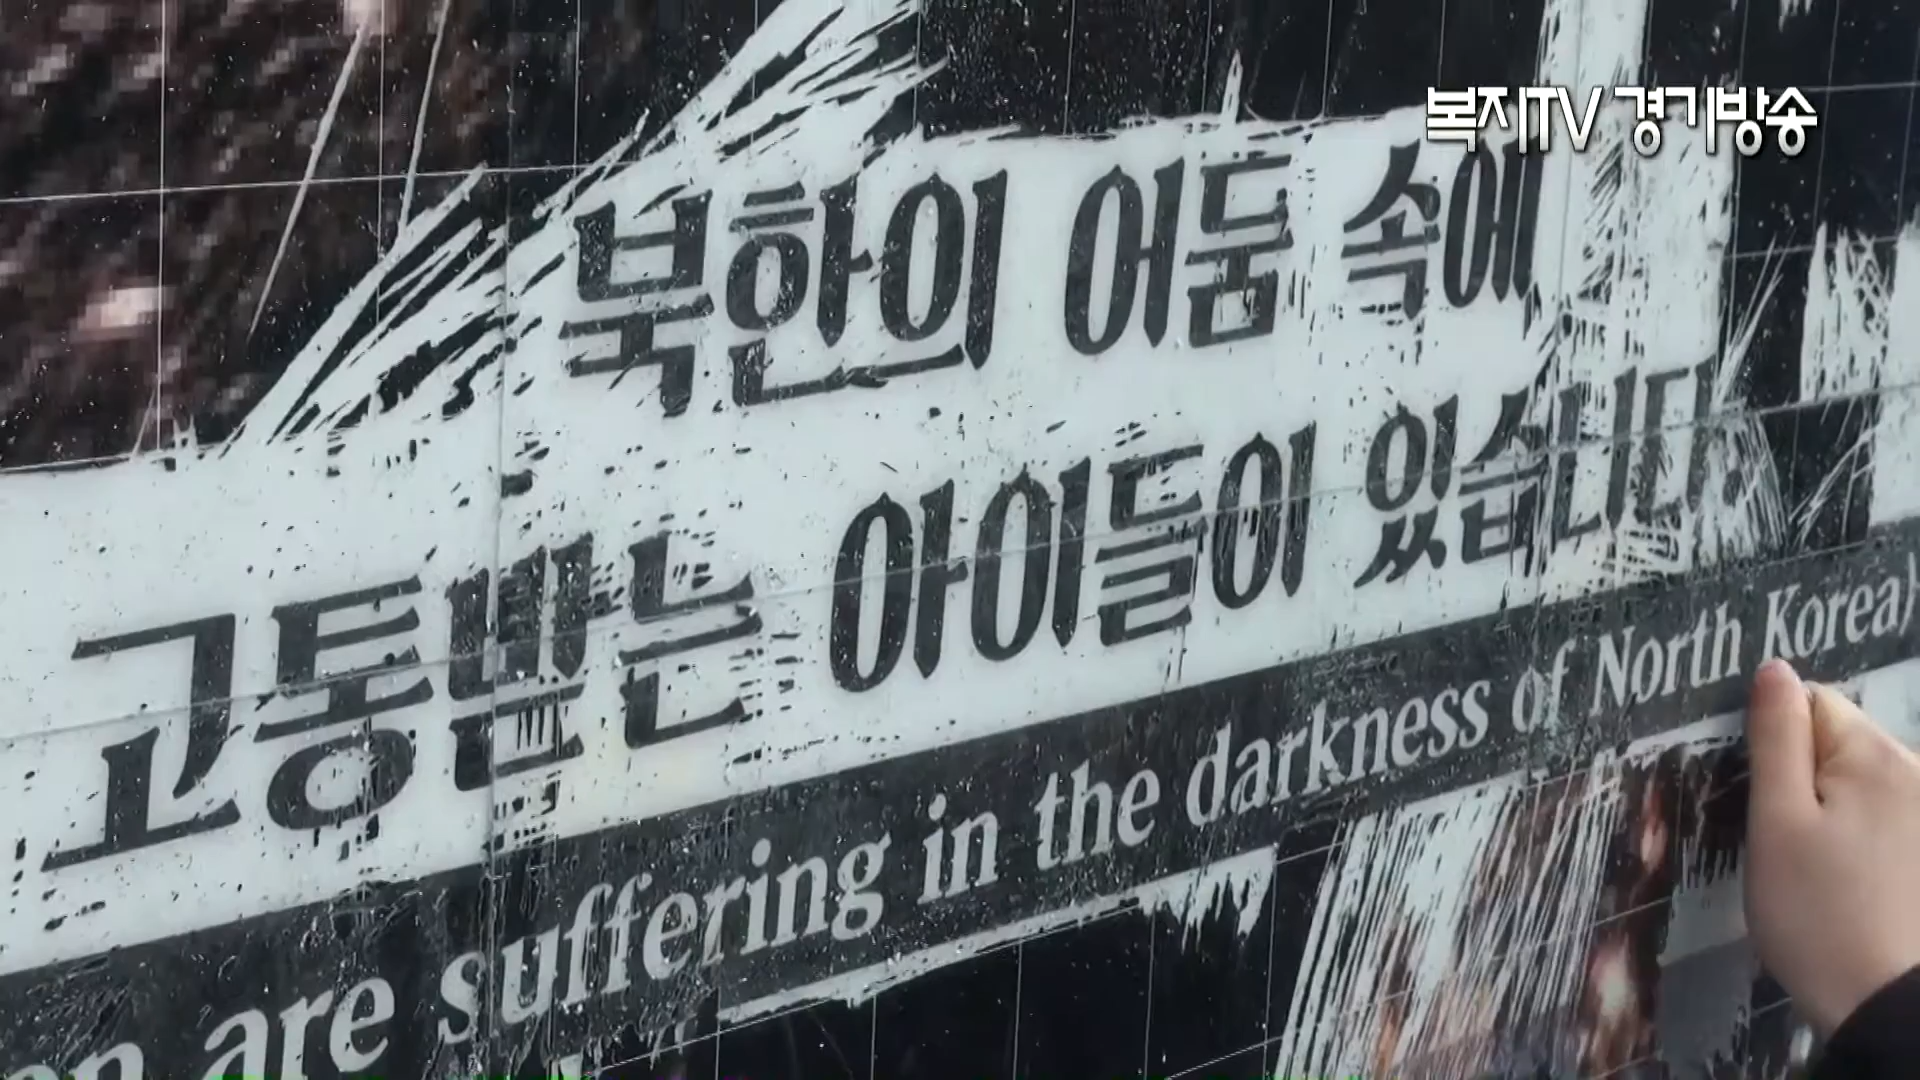 복지TV 경기방송
북한의 어둠 속에
고통받는 아이들이 있습니다
are suffering in the darkness of North Korea)